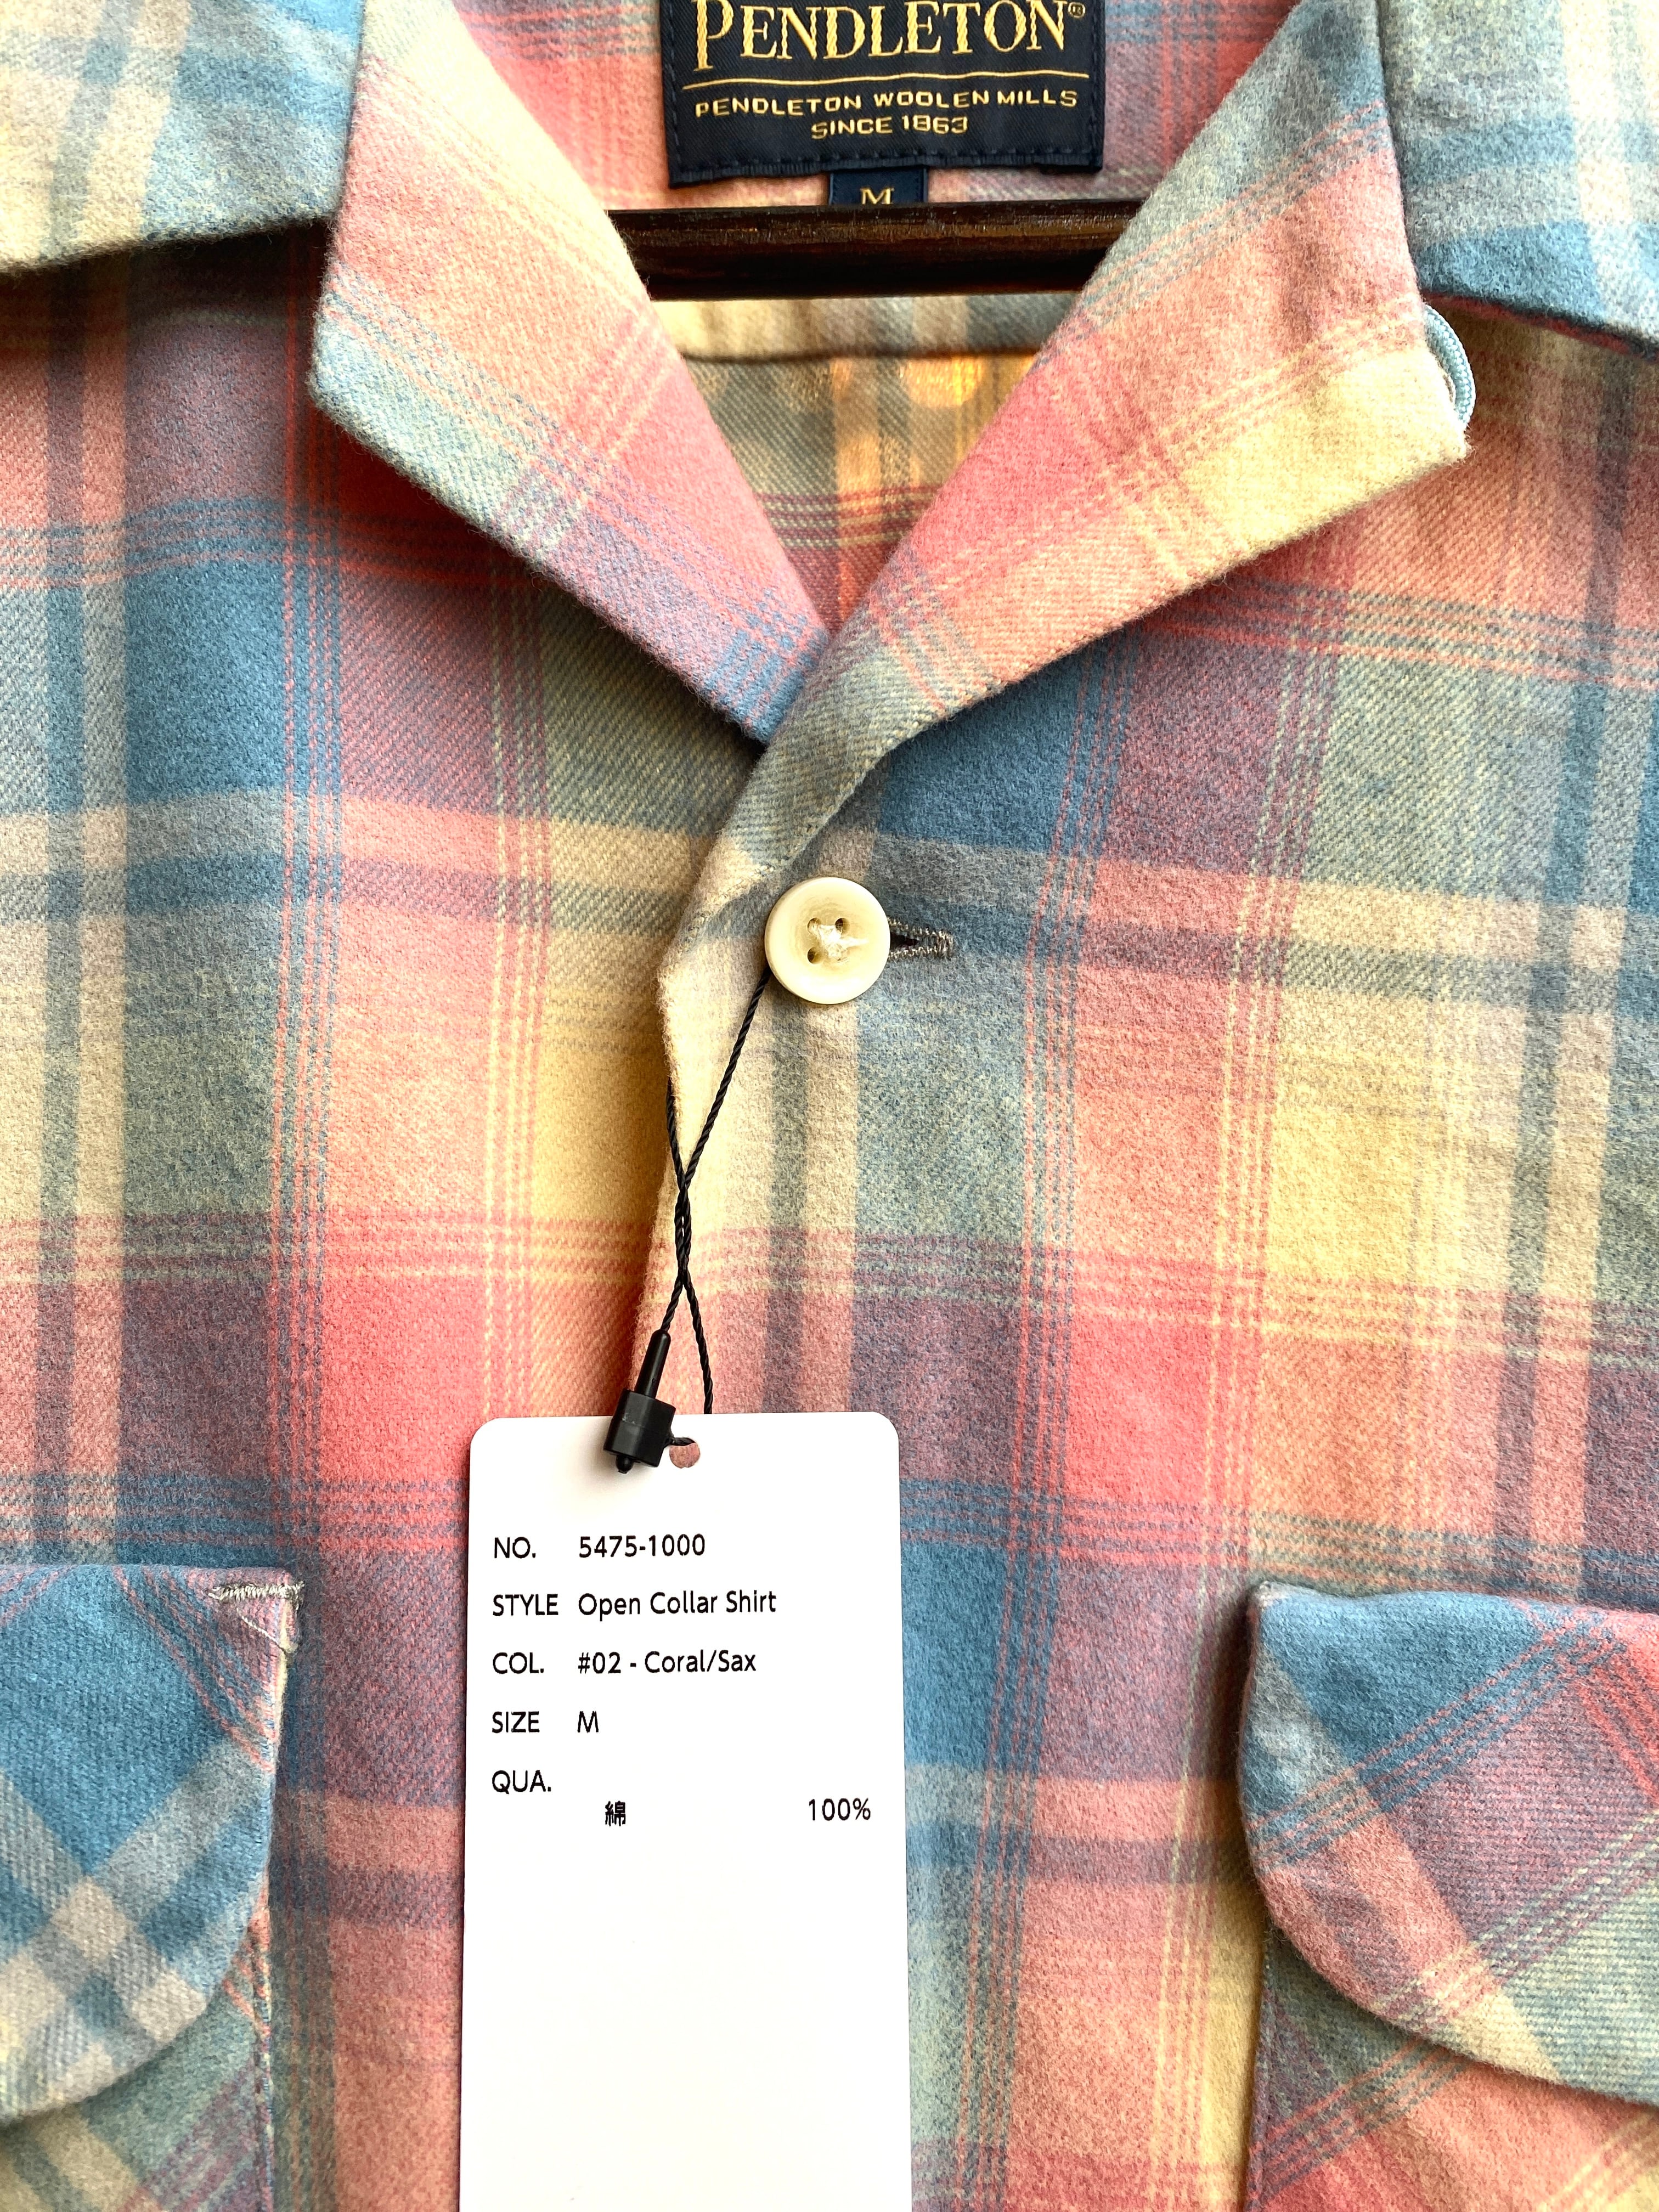 PENDLETON®
PENDLETON WOOLEN MILLS
SINCE 1863
M
NO. 5475-1000
STYLE Open Collar Shirt
COL. #02 - Coral/Sax
SIZE M
QUA.
綿 100%